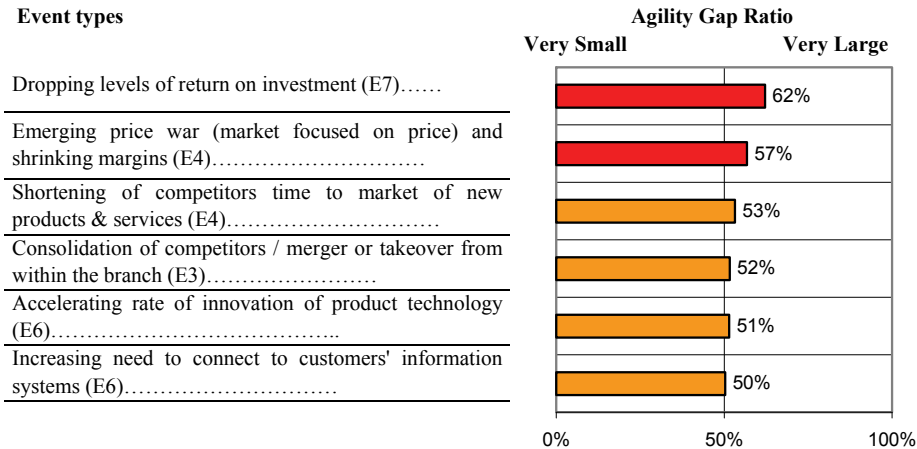 Event types
Agility Gap Ratio
Very Small Very Large
Dropping levels of return on investment (E7)……
62%
Emerging price war (market focused on price) and
shrinking margins (E4)…………………………
57%
Shortening of competitors time to market of new
products & services (E4)…………………………
53%
Consolidation of competitors / merger or takeover from
within the branch (E3)……………………
52%
Accelerating rate of innovation of product technology
(E6)…………………………………..
51%
Increasing need to connect to customers' information
systems (E6)…………………………
50%
0% 50% 100%